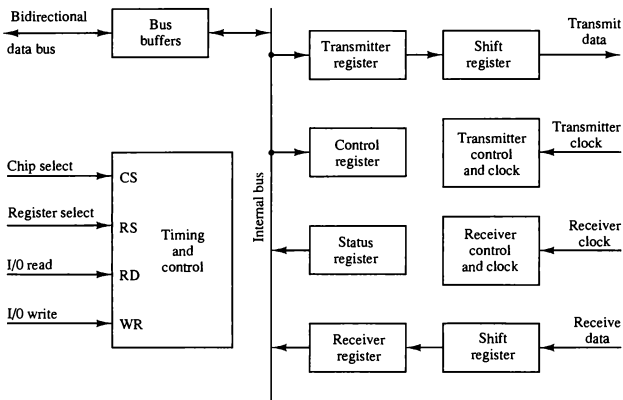 Bidirectional
data bus
Bus
buffers
Transmitter
register
Shift
register
Transmit
data
Control
register
Transmitter
control
and clock
Transmitter
clock
Chip select
CS
Register select
RS
Timing
and
control
I/O read
RD
I/O write
WR
Internal bus
Status
register
Receiver
control
and clock
Receiver
clock
Receiver
register
Shift
register
Receive
data